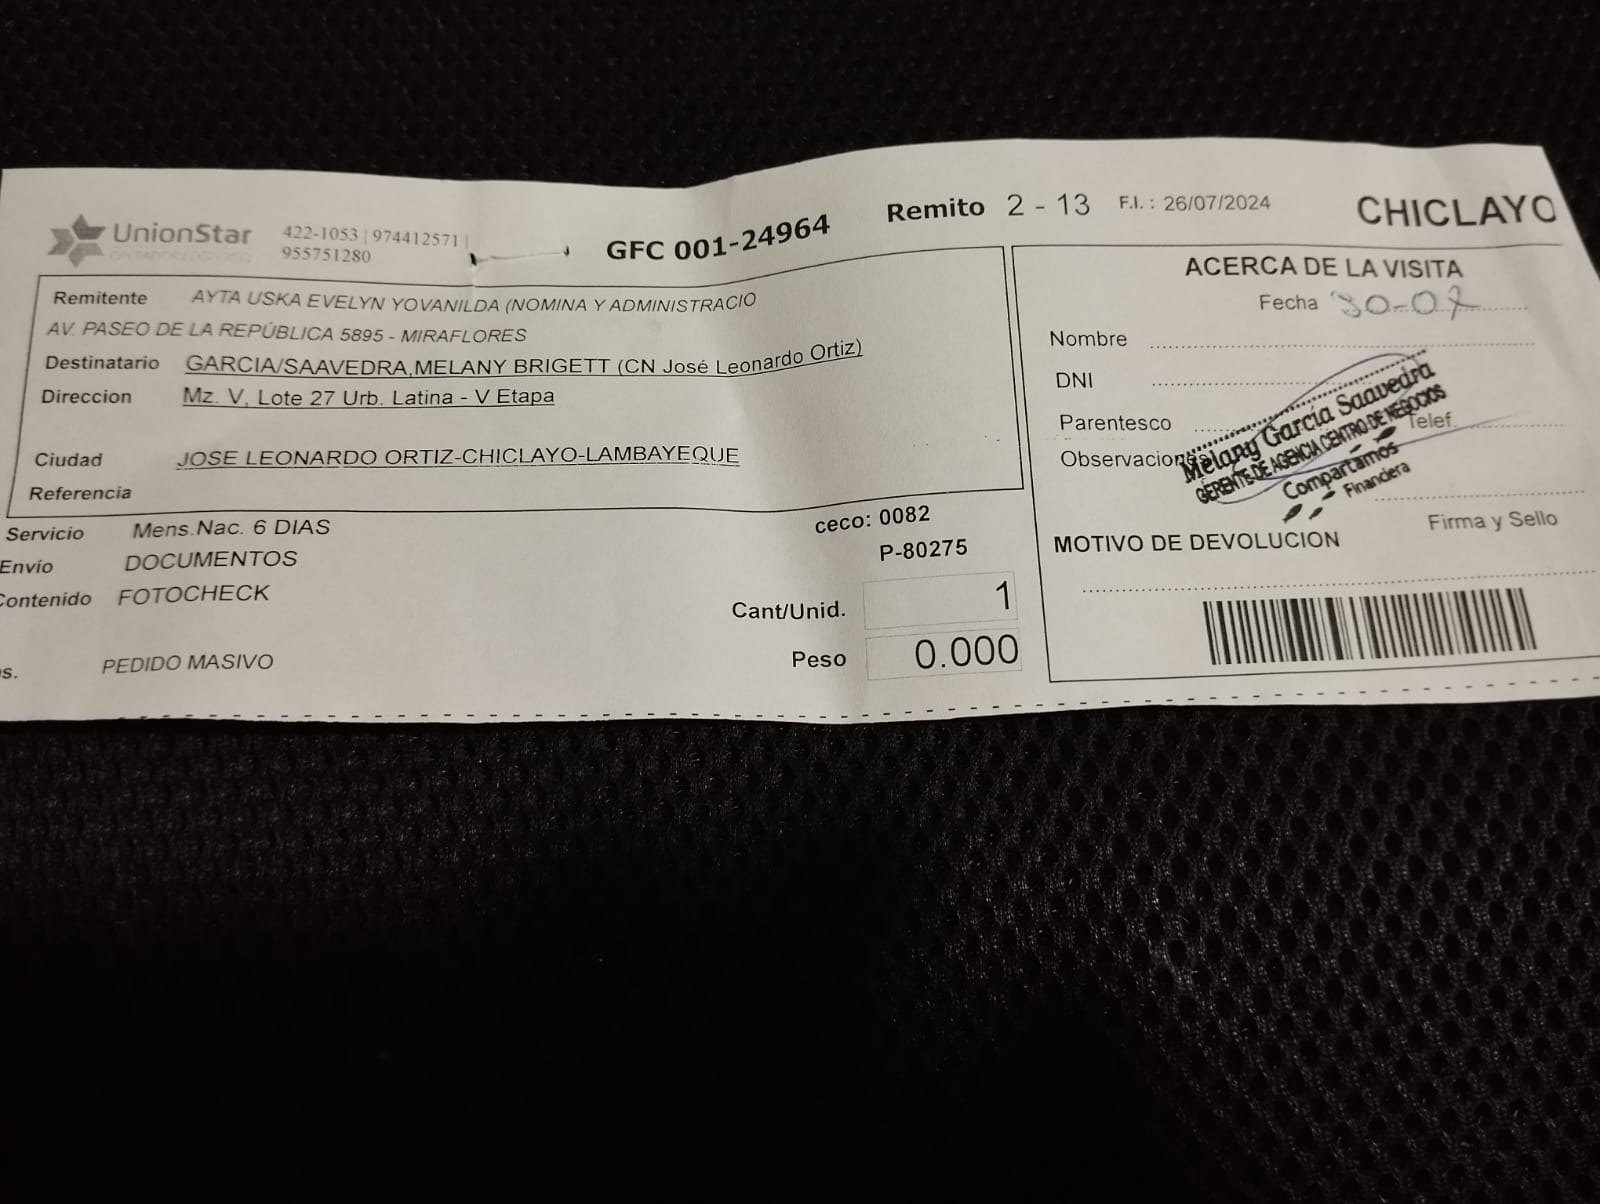 UnionStar
422-1053 | 974412571 |
955751280
GFC 001-24964
Remito 2 - 13 F.I. : 26/07/2024
CHICLAYO
Remitente AYTA USKA EVELYN YOVANILDA (NOMINA Y ADMINISTRACIO
AV. PASEO DE LA REPÚBLICA 5895 - MIRAFLORES
Destinatario GARCIA/SAAVEDRA,MELANY BRIGETT (CN José Leonardo Ortiz)
Direccion Mz. V, Lote 27 Urb. Latina - V Etapa
Ciudad JOSE LEONARDO ORTIZ-CHICLAYO-LAMBAYEQUE
Referencia
Servicio Mens.Nac. 6 DIAS
Envío DOCUMENTOS
Contenido FOTOCHECK
s. PEDIDO MASIVO
ceco: 0082
P-80275
Cant/Unid. 1
Peso 0.000
ACERCA DE LA VISITA
Fecha 30-07
Nombre
DNI
Parentesco
Telef.
Observaciones
Melany García Saavedra
GERENTE DE AGENCIA CENTRO DE NEGOCIOS
Compartamos
Financiera
Firma y Sello
MOTIVO DE DEVOLUCION